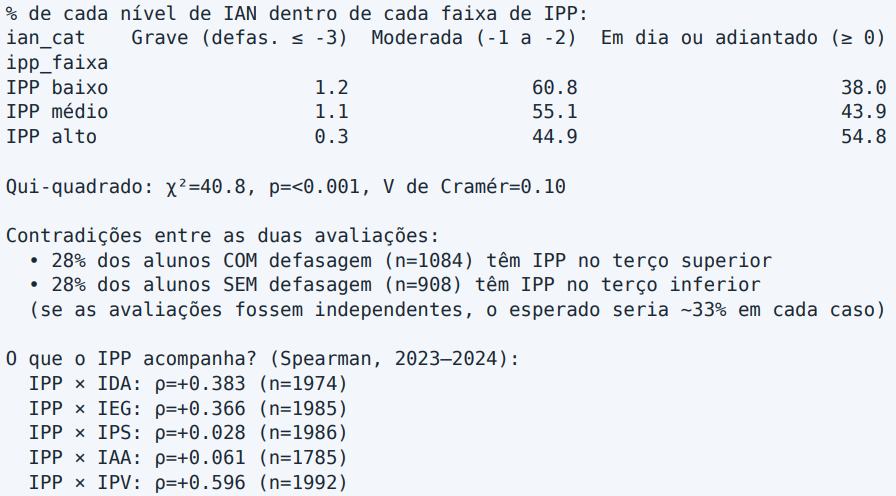 % de cada nível de IAN dentro de cada faixa de IPP:
ian_cat    Grave (defas. ≤ -3)  Moderada (-1 a -2)  Em dia ou adiantado (≥ 0)
ipp_faixa
IPP baixo                  1.2                60.8                       38.0
IPP médio                  1.1                55.1                       43.9
IPP alto                   0.3                44.9                       54.8

Qui-quadrado: χ²=40.8, p=<0.001, V de Cramér=0.10

Contradições entre as duas avaliações:
  • 28% dos alunos COM defasagem (n=1084) têm IPP no terço superior
  • 28% dos alunos SEM defasagem (n=908) têm IPP no terço inferior
  (se as avaliações fossem independentes, o esperado seria ~33% em cada caso)

O que o IPP acompanha? (Spearman, 2023–2024):
  IPP × IDA: ρ=+0.383 (n=1974)
  IPP × IEG: ρ=+0.366 (n=1985)
  IPP × IPS: ρ=+0.028 (n=1986)
  IPP × IAA: ρ=+0.061 (n=1785)
  IPP × IPV: ρ=+0.596 (n=1992)